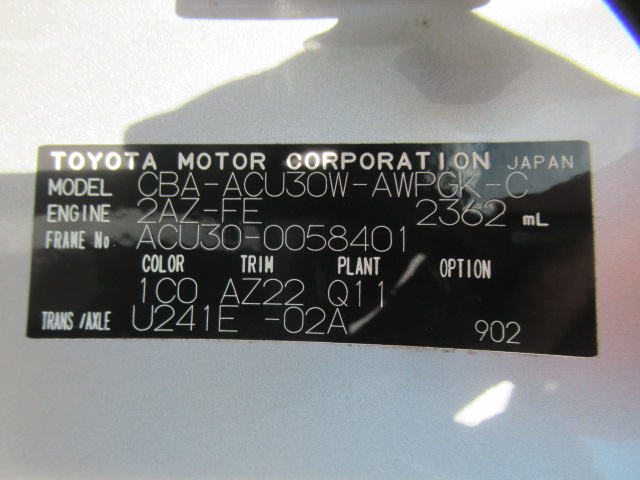 TOYOTA MOTOR CORPORATION JAPAN
MODEL CBA-ACU30W-AWPGK-C
ENGINE 2AZ-FE 2362 mL
FRAME No. ACU30-0058401
COLOR TRIM PLANT OPTION
1C0 AZ22 Q11
TRANS/AXLE U241E -02A 902